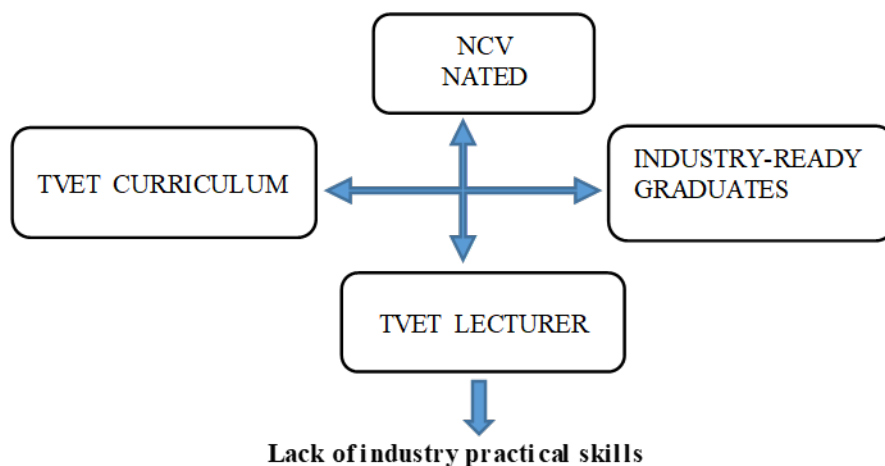 NCV
NATED
TVET CURRICULUM
INDUSTRY-READY
GRADUATES
TVET LECTURER
Lack of industry practical skills